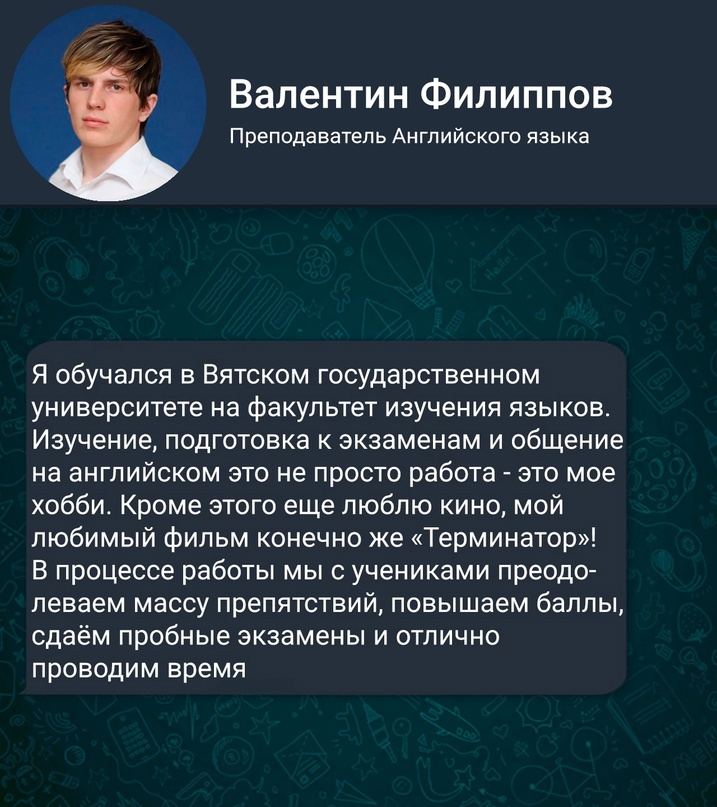 Валентин Филиппов
Преподаватель Английского языка
Я обучался в Вятском государственном
университете на факультет изучения языков.
Изучение, подготовка к экзаменам и общение
на английском это не просто работа - это мое
хобби. Кроме этого еще люблю кино, мой
любимый фильм конечно же «Терминатор»!
В процессе работы мы с учениками преодо-
леваем массу препятствий, повышаем баллы,
сдаём пробные экзамены и отлично
проводим время